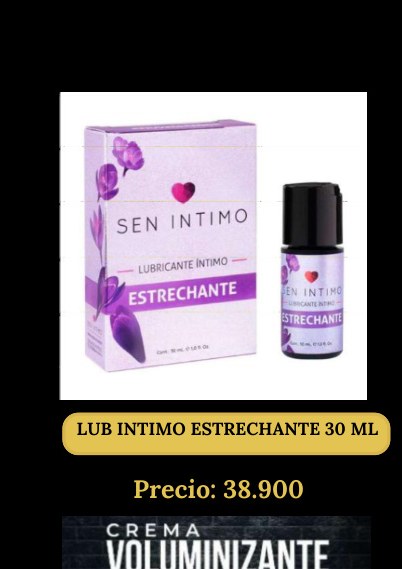 SEN INTIMO
LUBRICANTE ÍNTIMO
ESTRECHANTE
SEN INTIMO
LUBRICANTE ÍNTIMO
ESTRECHANTE
LUB INTIMO ESTRECHANTE 30 ML
Precio: 38.900
CREMA
VOLUMINIZANTE